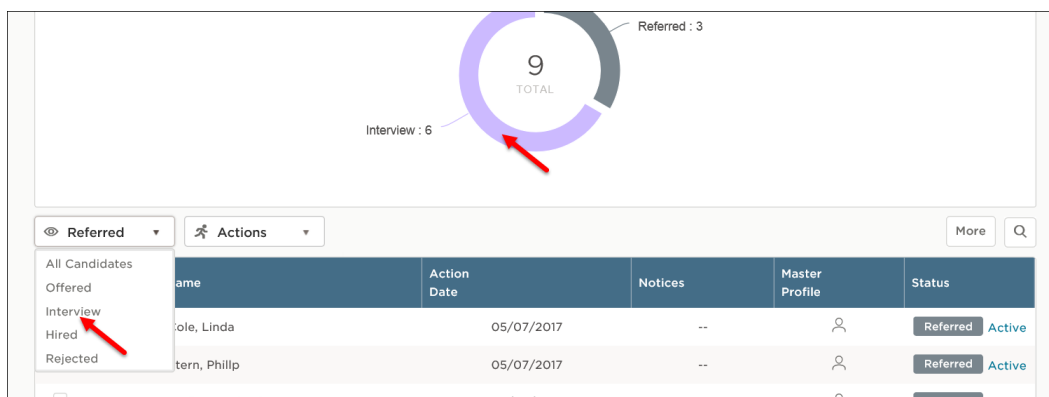 Referred : 3
9
TOTAL
Interview : 6
Referred
Actions
More
All Candidates
Offered
Interview
Hired
Rejected
ame
Action
Date
Notices
Master
Profile
Status
ole, Linda 05/07/2017 -- Referred Active
tern, Phillp 05/07/2017 -- Referred Active